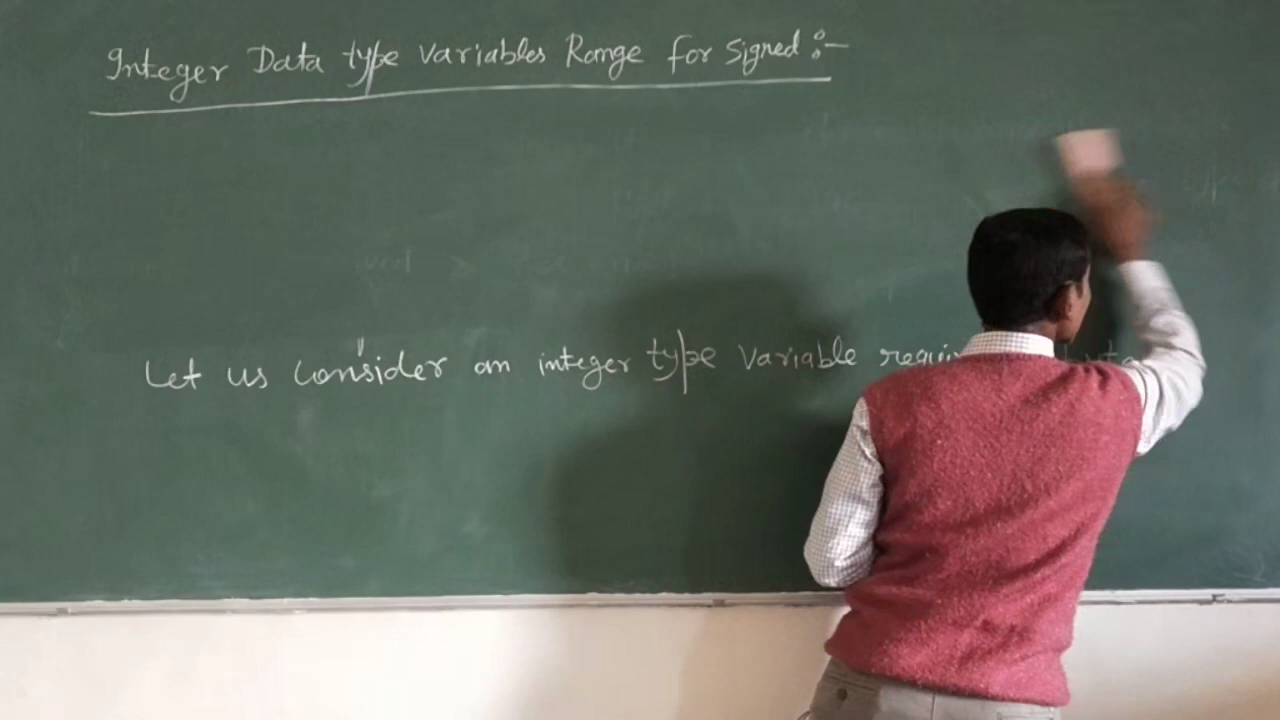 Integer Data type variables Range for Signed :-
Let us consider an integer type variable